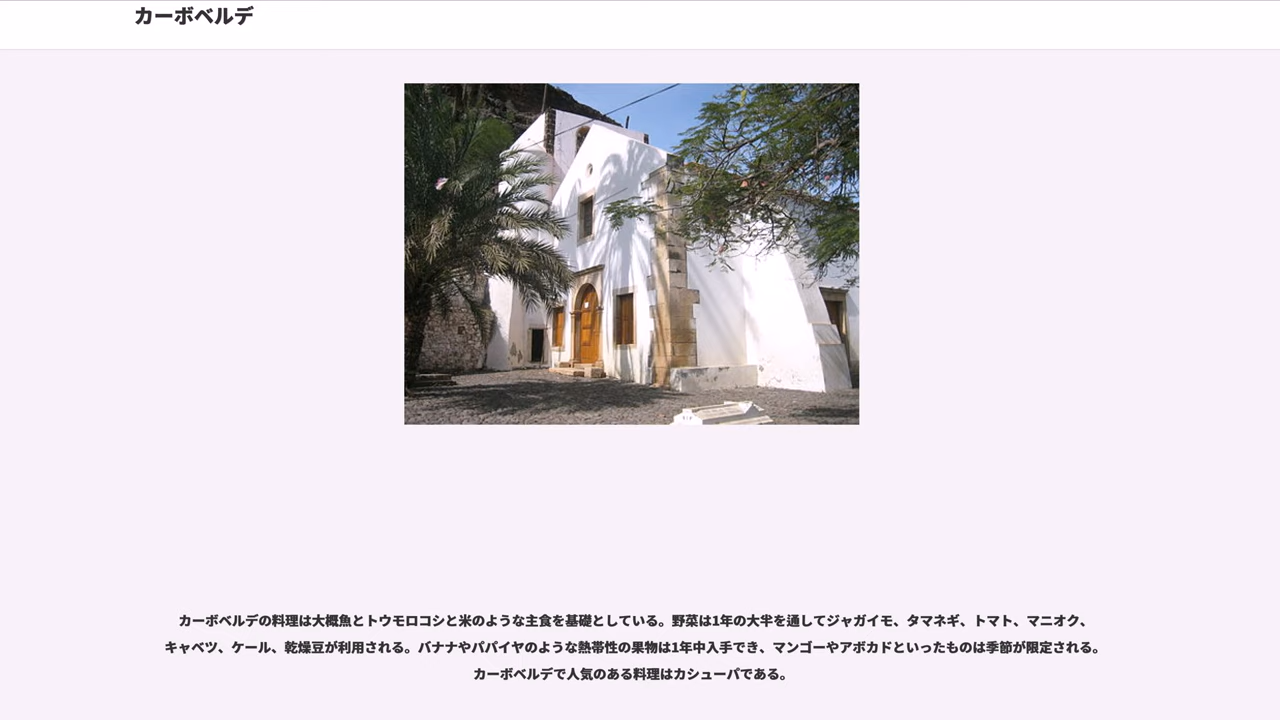 カーボベルデ
カーボベルデの料理は大概魚とトウモロコシと米のような主食を基礎としている。野菜は1年の大半を通してジャガイモ、タマネギ、トマト、マニオク、
キャベツ、ケール、乾燥豆が利用される。バナナやパパイヤのような熱帯性の果物は1年中入手でき、マンゴーやアボカドといったものは季節が限定される。
カーボベルデで人気のある料理はカシューパである。